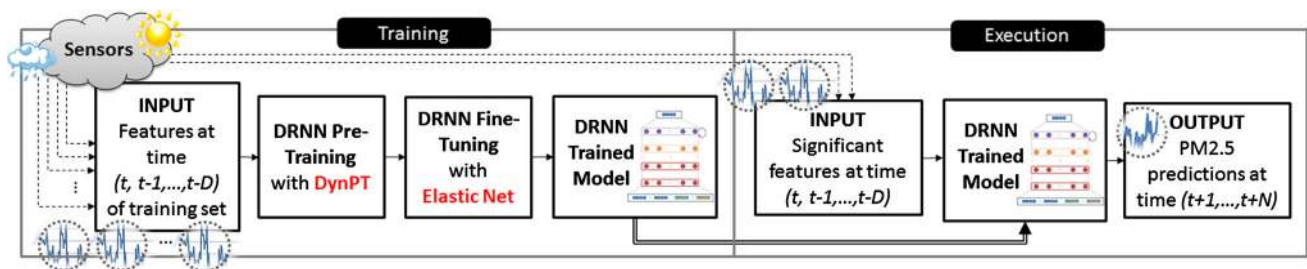 Sensors
Training
Execution
INPUT
Features at
time
(t, t-1,...,t-D)
of training set
⋮
...
DRNN Pre-
Training
with DynPT
DRNN Fine-
Tuning
with
Elastic Net
DRNN
Trained
Model
INPUT
Significant
features at time
(t, t-1,...,t-D)
DRNN
Trained
Model
OUTPUT
PM2.5
predictions at
time (t+1,...,t+N)